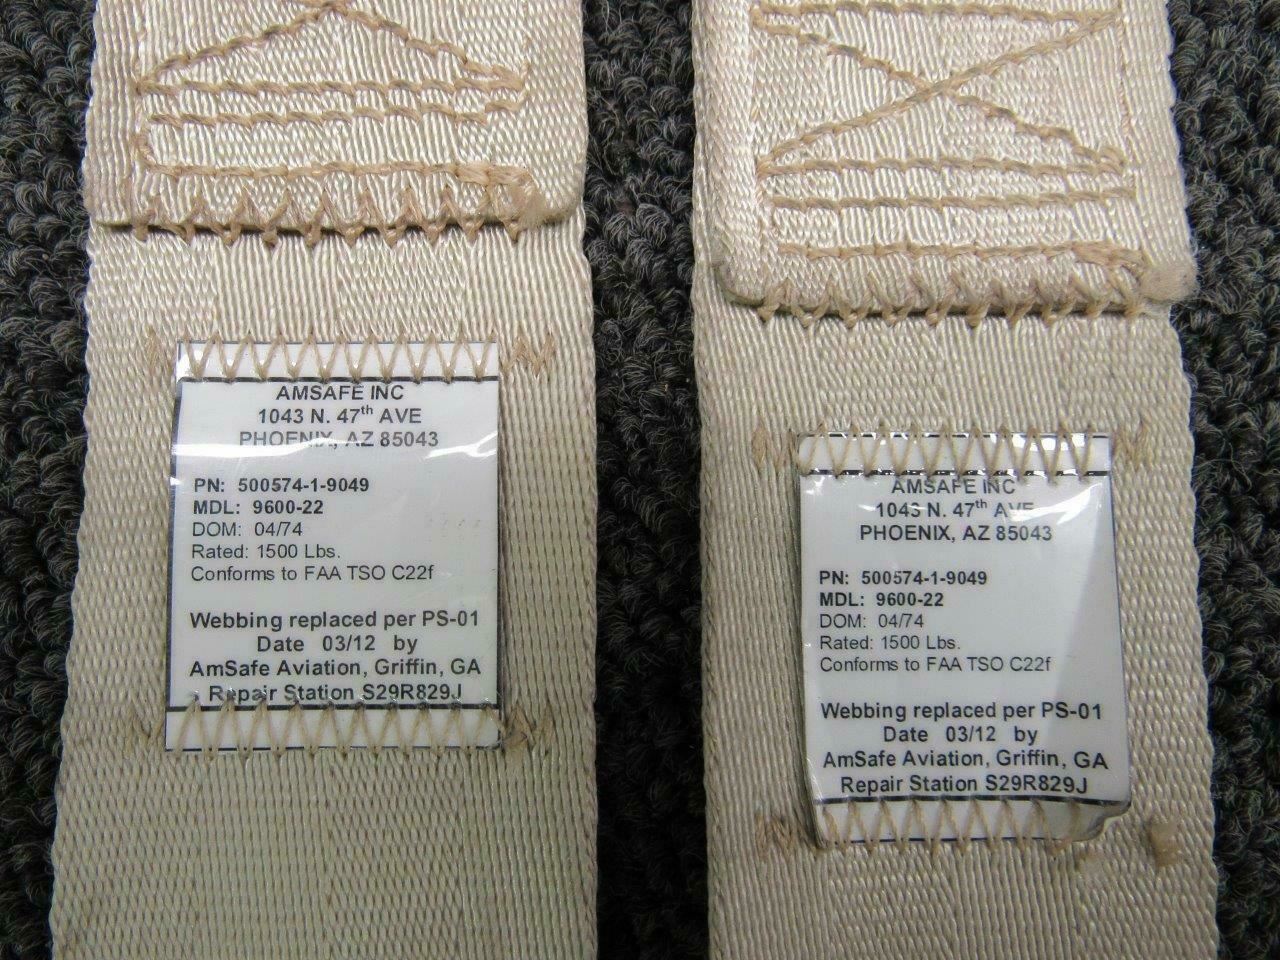 AMSAFE INC
1043 N. 47th AVE
PHOENIX, AZ 85043
PN: 500574-1-9049
MDL: 9600-22
DOM: 04/74
Rated: 1500 Lbs.
Conforms to FAA TSO C22f
Webbing replaced per PS-01
Date 03/12 by
AmSafe Aviation, Griffin, GA
Repair Station S29R829J
AMSAFE INC
1043 N. 47th AVE
PHOENIX, AZ 85043
PN: 500574-1-9049
MDL: 9600-22
DOM: 04/74
Rated: 1500 Lbs.
Conforms to FAA TSO C22f
Webbing replaced per PS-01
Date 03/12 by
AmSafe Aviation, Griffin, GA
Repair Station S29R829J